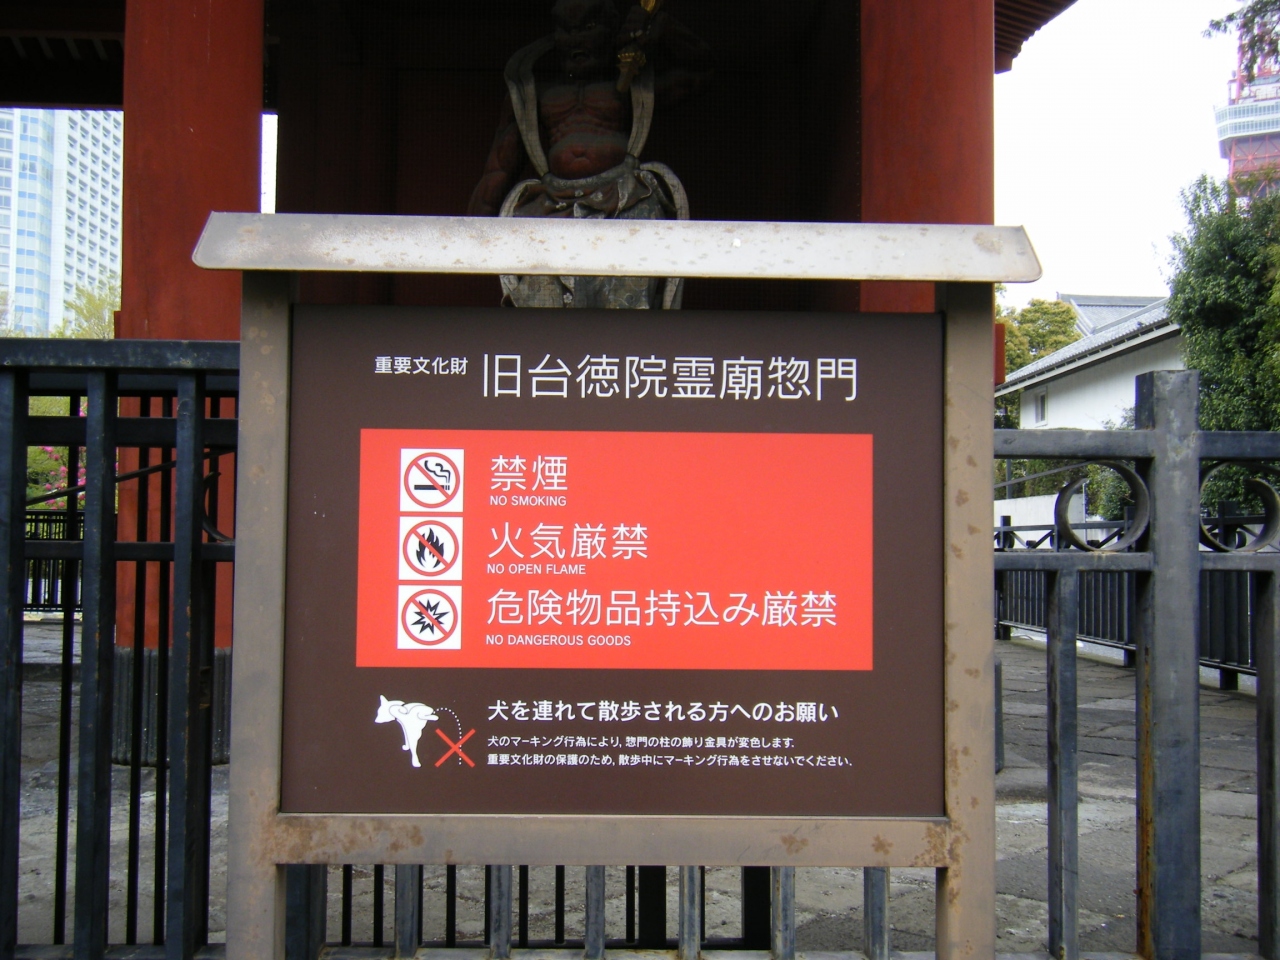 重要文化財 旧台徳院霊廟惣門
禁煙
NO SMOKING
火気厳禁
NO OPEN FLAME
危険物品持込み厳禁
NO DANGEROUS GOODS
犬を連れて散歩される方へのお願い
犬のマーキング行為により, 惣門の柱の飾り金具が変色します.
重要文化財の保護のため, 散歩中にマーキング行為をさせないでください.